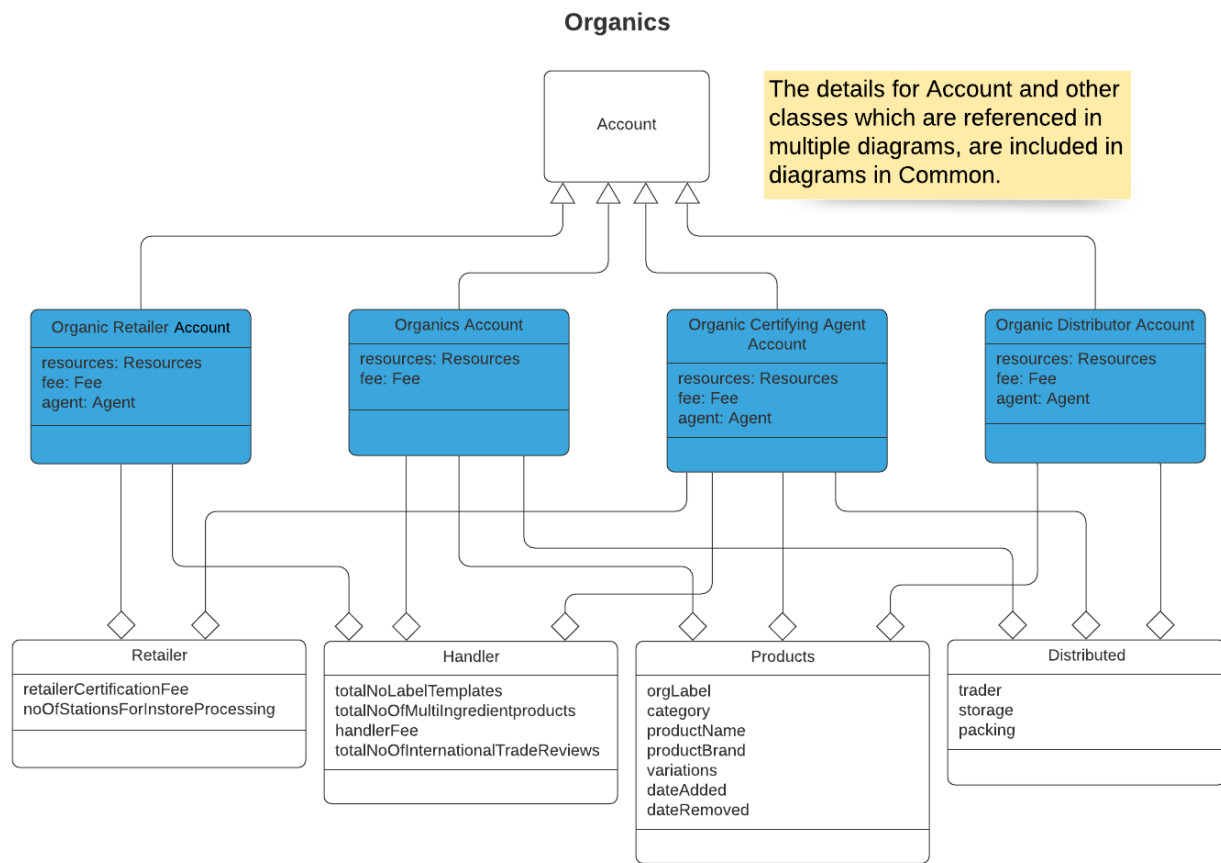 Organics
Account
The details for Account and other
classes which are referenced in
multiple diagrams, are included in
diagrams in Common.
Organic Retailer Account
resources: Resources
fee: Fee
agent: Agent
Organics Account
resources: Resources
fee: Fee
Organic Certifying Agent
Account
resources: Resources
fee: Fee
agent: Agent
Organic Distributor Account
resources: Resources
fee: Fee
agent: Agent
Retailer
retailerCertificationFee
noOfStationsForInstoreProcessing
Handler
totalNoLabelTemplates
totalNoOfMultiIngredientproducts
handlerFee
totalNoOfInternationalTradeReviews
Products
orgLabel
category
productName
productBrand
variations
dateAdded
dateRemoved
Distributed
trader
storage
packing